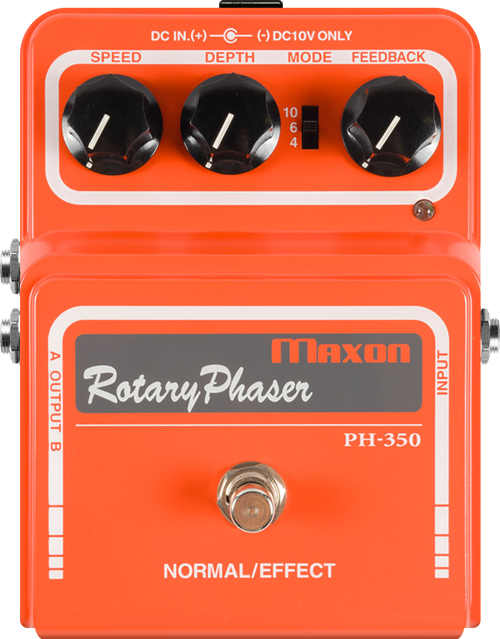 DC IN.(+) (-) DC10V ONLY
SPEED DEPTH MODE FEEDBACK
10
6
4
MAXON
Rotary Phaser
PH-350
A OUTPUT B
INPUT
NORMAL/EFFECT